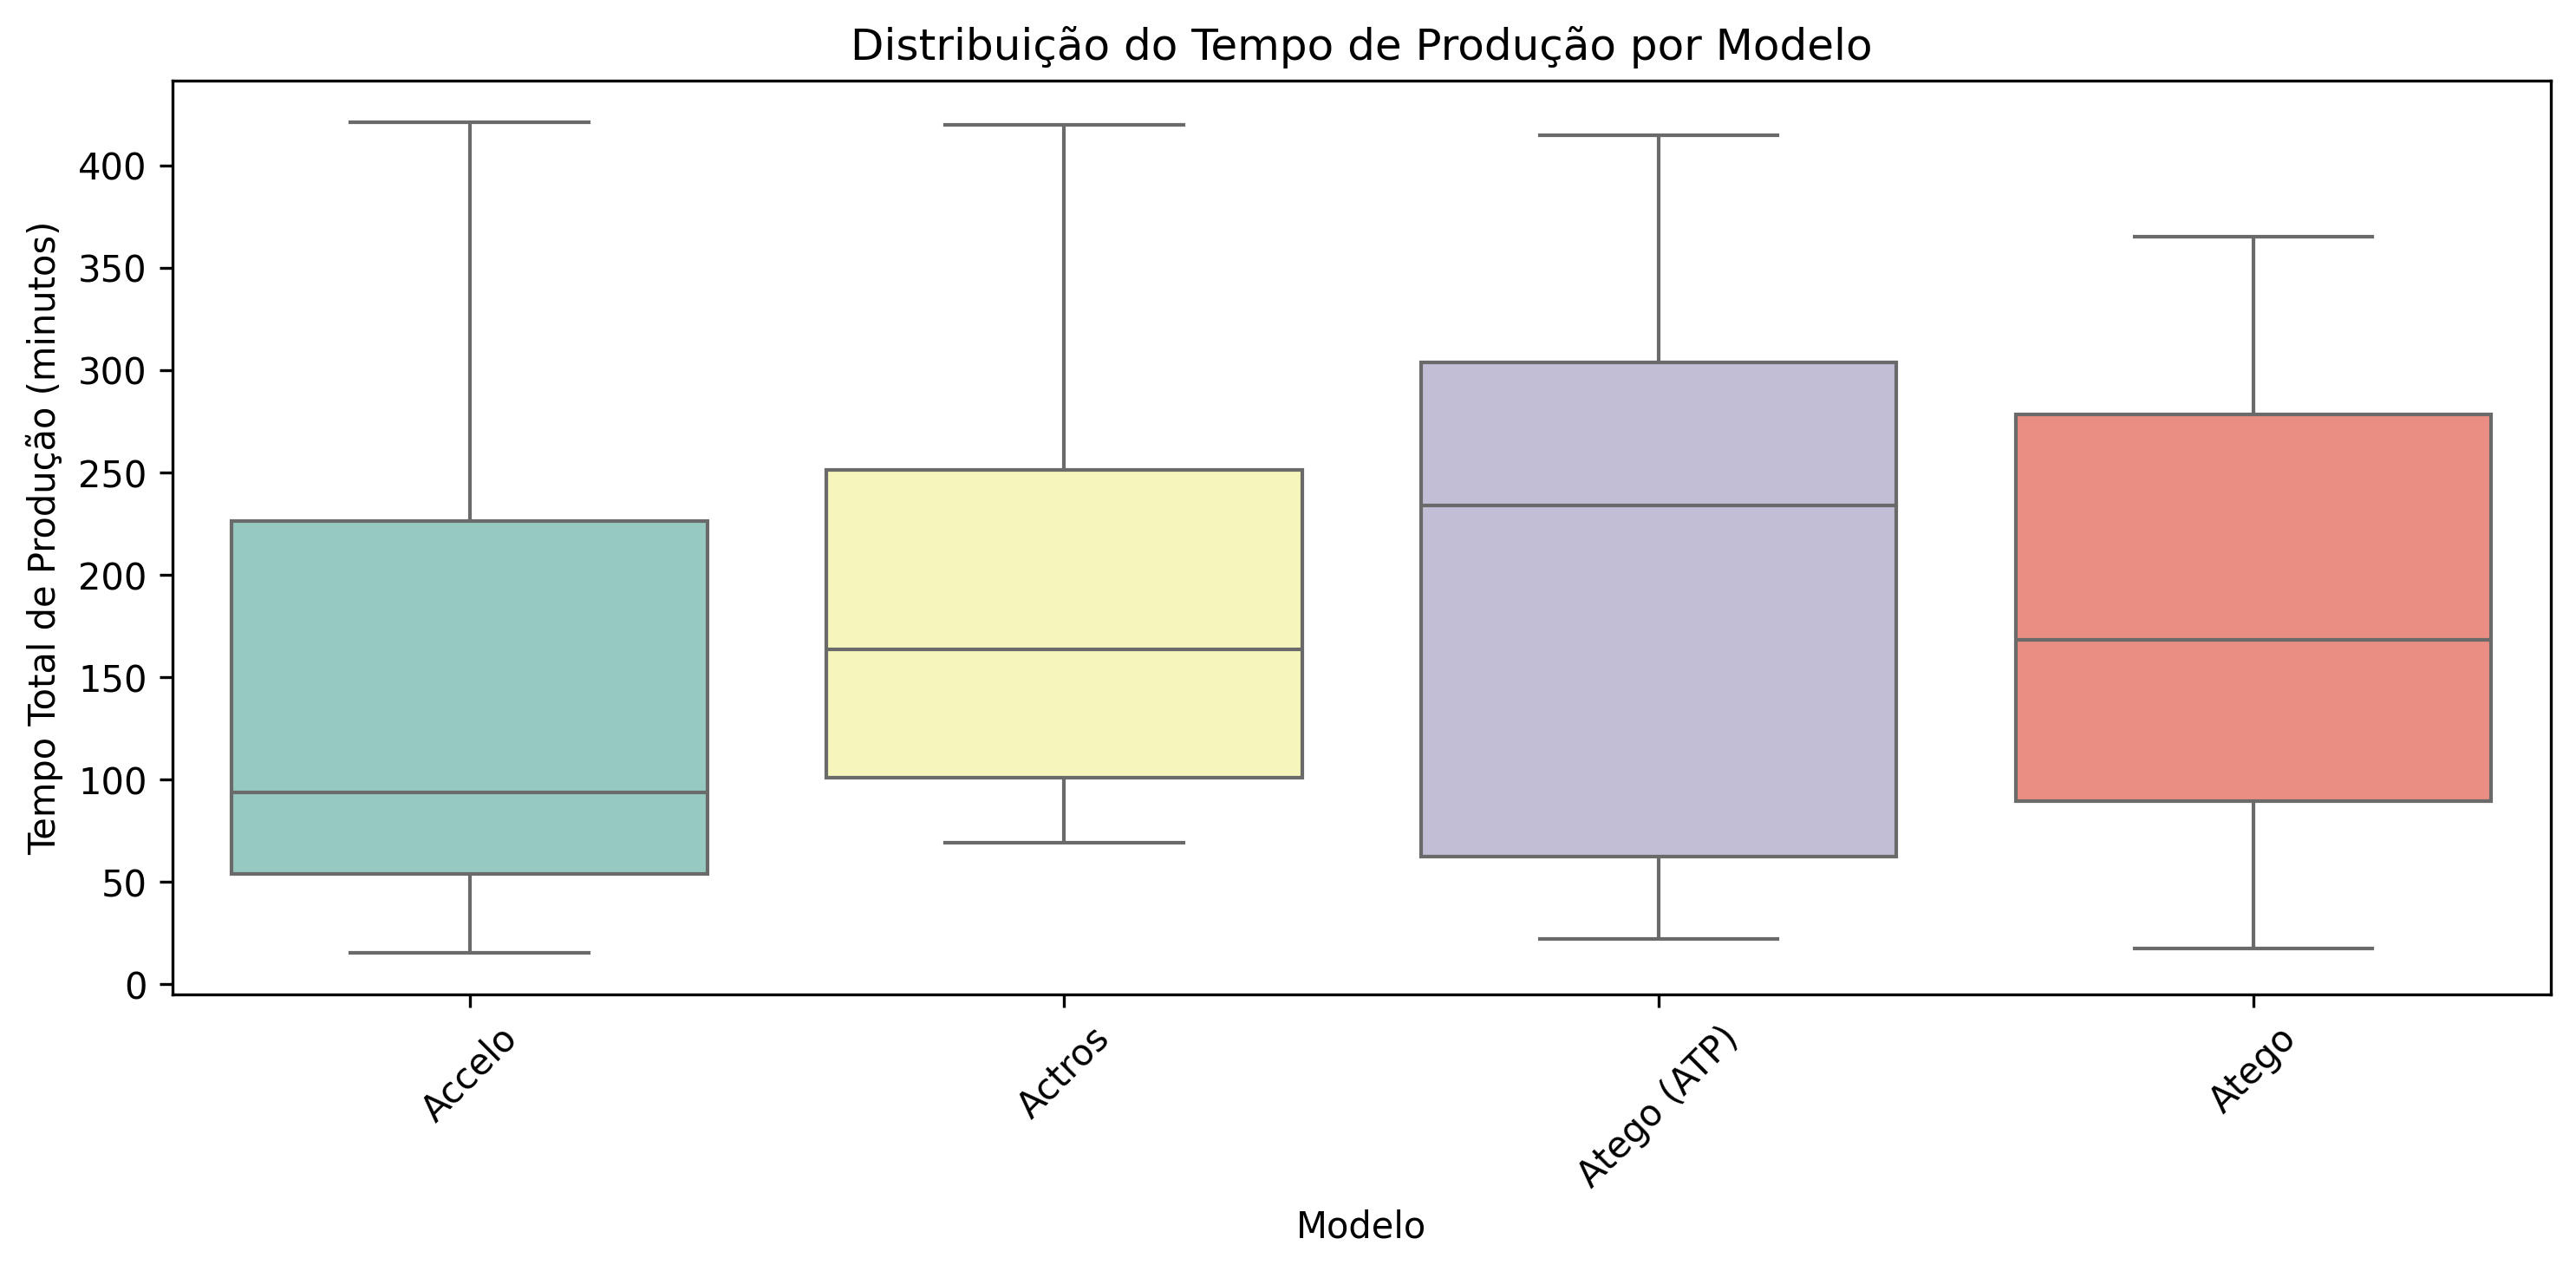 Distribuição do Tempo de Produção por Modelo
Tempo Total de Produção (minutos)
400
350
300
250
200
150
100
50
0
Accelo
Actros
Atego (ATP)
Atego
Modelo